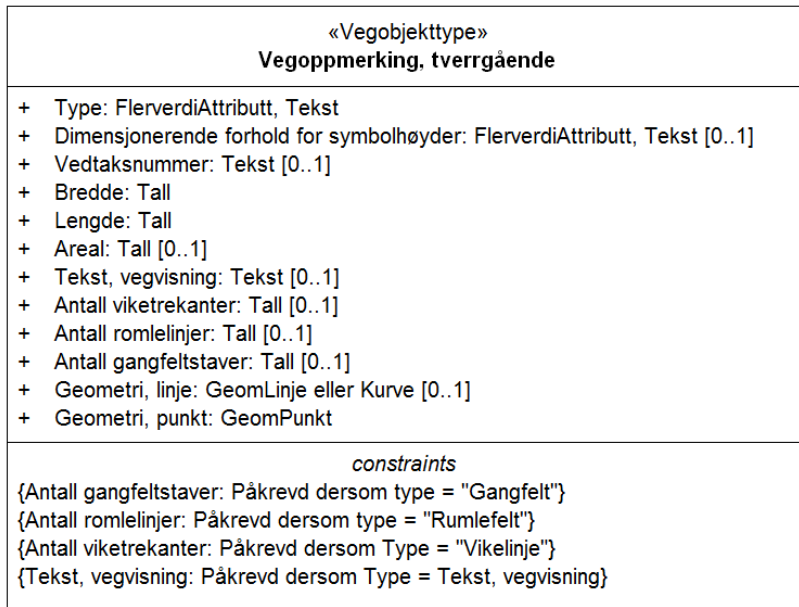 «Vegobjekttype»
Vegoppmerking, tverrgående
+ Type: FlerverdiAttributt, Tekst
+ Dimensjonerende forhold for symbolhøyder: FlerverdiAttributt, Tekst [0..1]
+ Vedtaksnummer: Tekst [0..1]
+ Bredde: Tall
+ Lengde: Tall
+ Areal: Tall [0..1]
+ Tekst, vegvisning: Tekst [0..1]
+ Antall viketrekanter: Tall [0..1]
+ Antall romlelinjer: Tall [0..1]
+ Antall gangfeltstaver: Tall [0..1]
+ Geometri, linje: GeomLinje eller Kurve [0..1]
+ Geometri, punkt: GeomPunkt
constraints
{Antall gangfeltstaver: Påkrevd dersom type = "Gangfelt"}
{Antall romlelinjer: Påkrevd dersom type = "Rumlefelt"}
{Antall viketrekanter: Påkrevd dersom Type = "Vikelinje"}
{Tekst, vegvisning: Påkrevd dersom Type = Tekst, vegvisning}